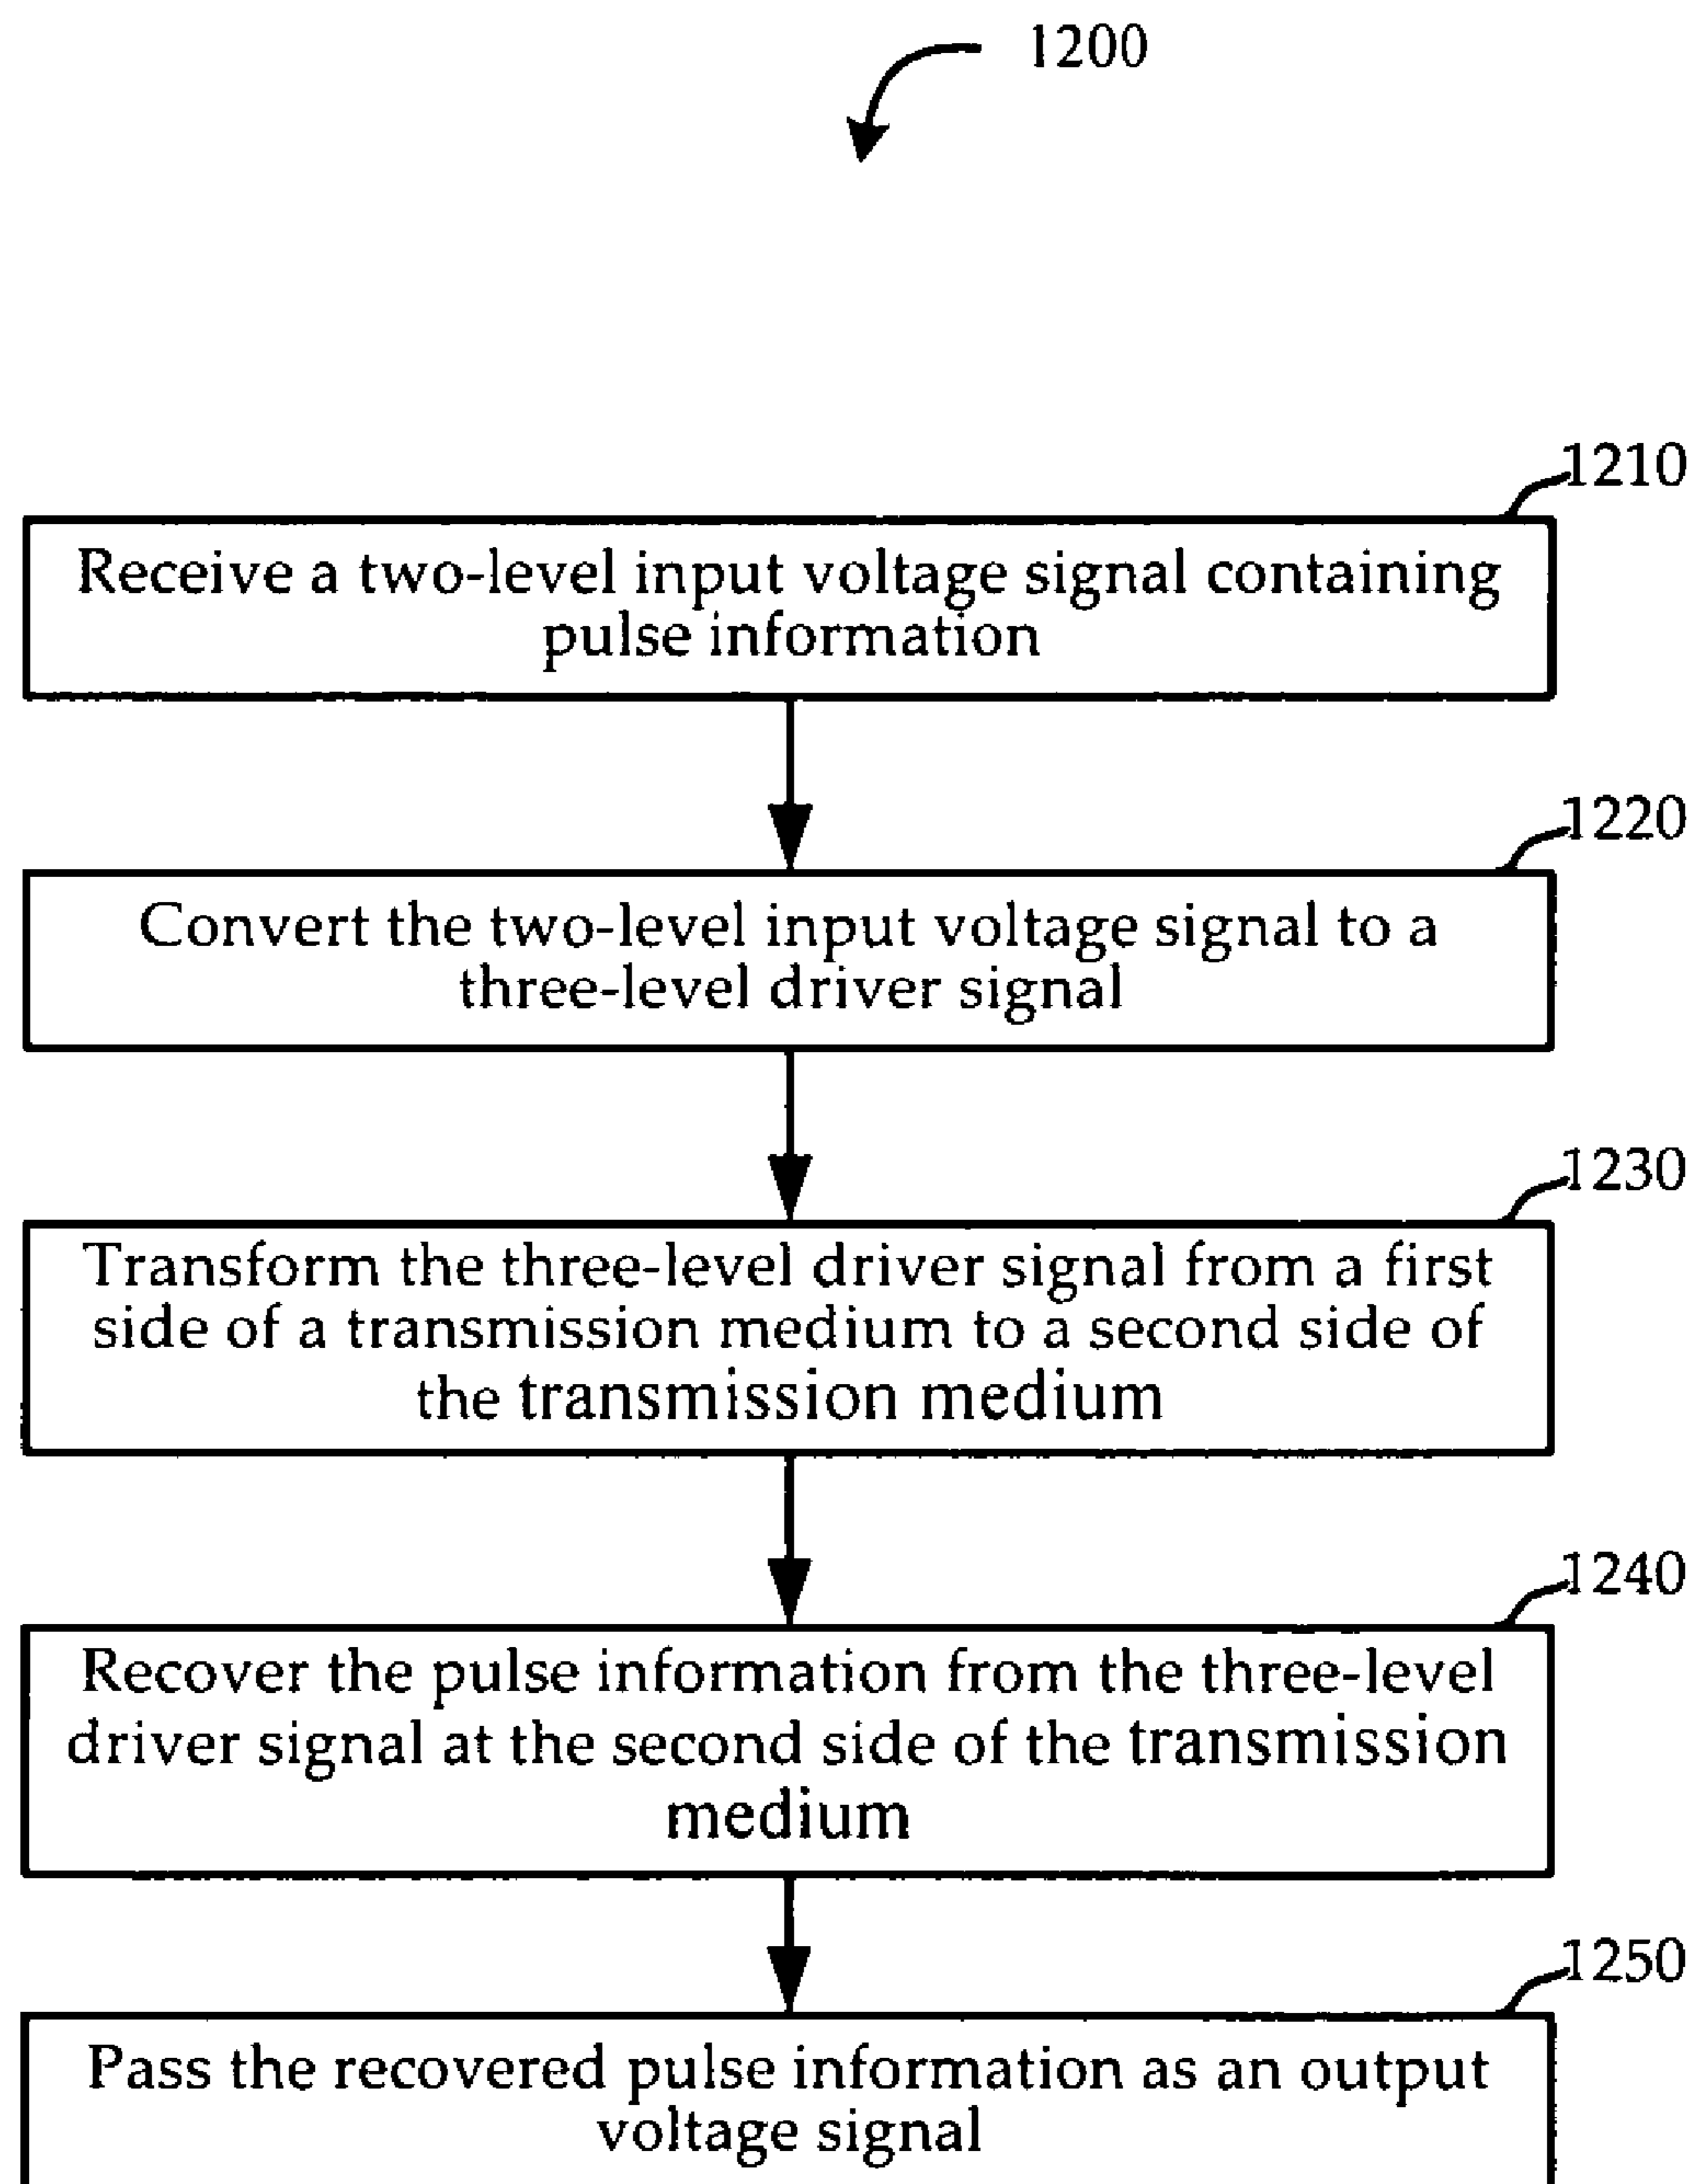 1200
1210
Receive a two-level input voltage signal containing
pulse information
1220
Convert the two-level input voltage signal to a
three-level driver signal
1230
Transform the three-level driver signal from a first
side of a transmission medium to a second side of
the transmission medium
1240
Recover the pulse information from the three-level
driver signal at the second side of the transmission
medium
1250
Pass the recovered pulse information as an output
voltage signal